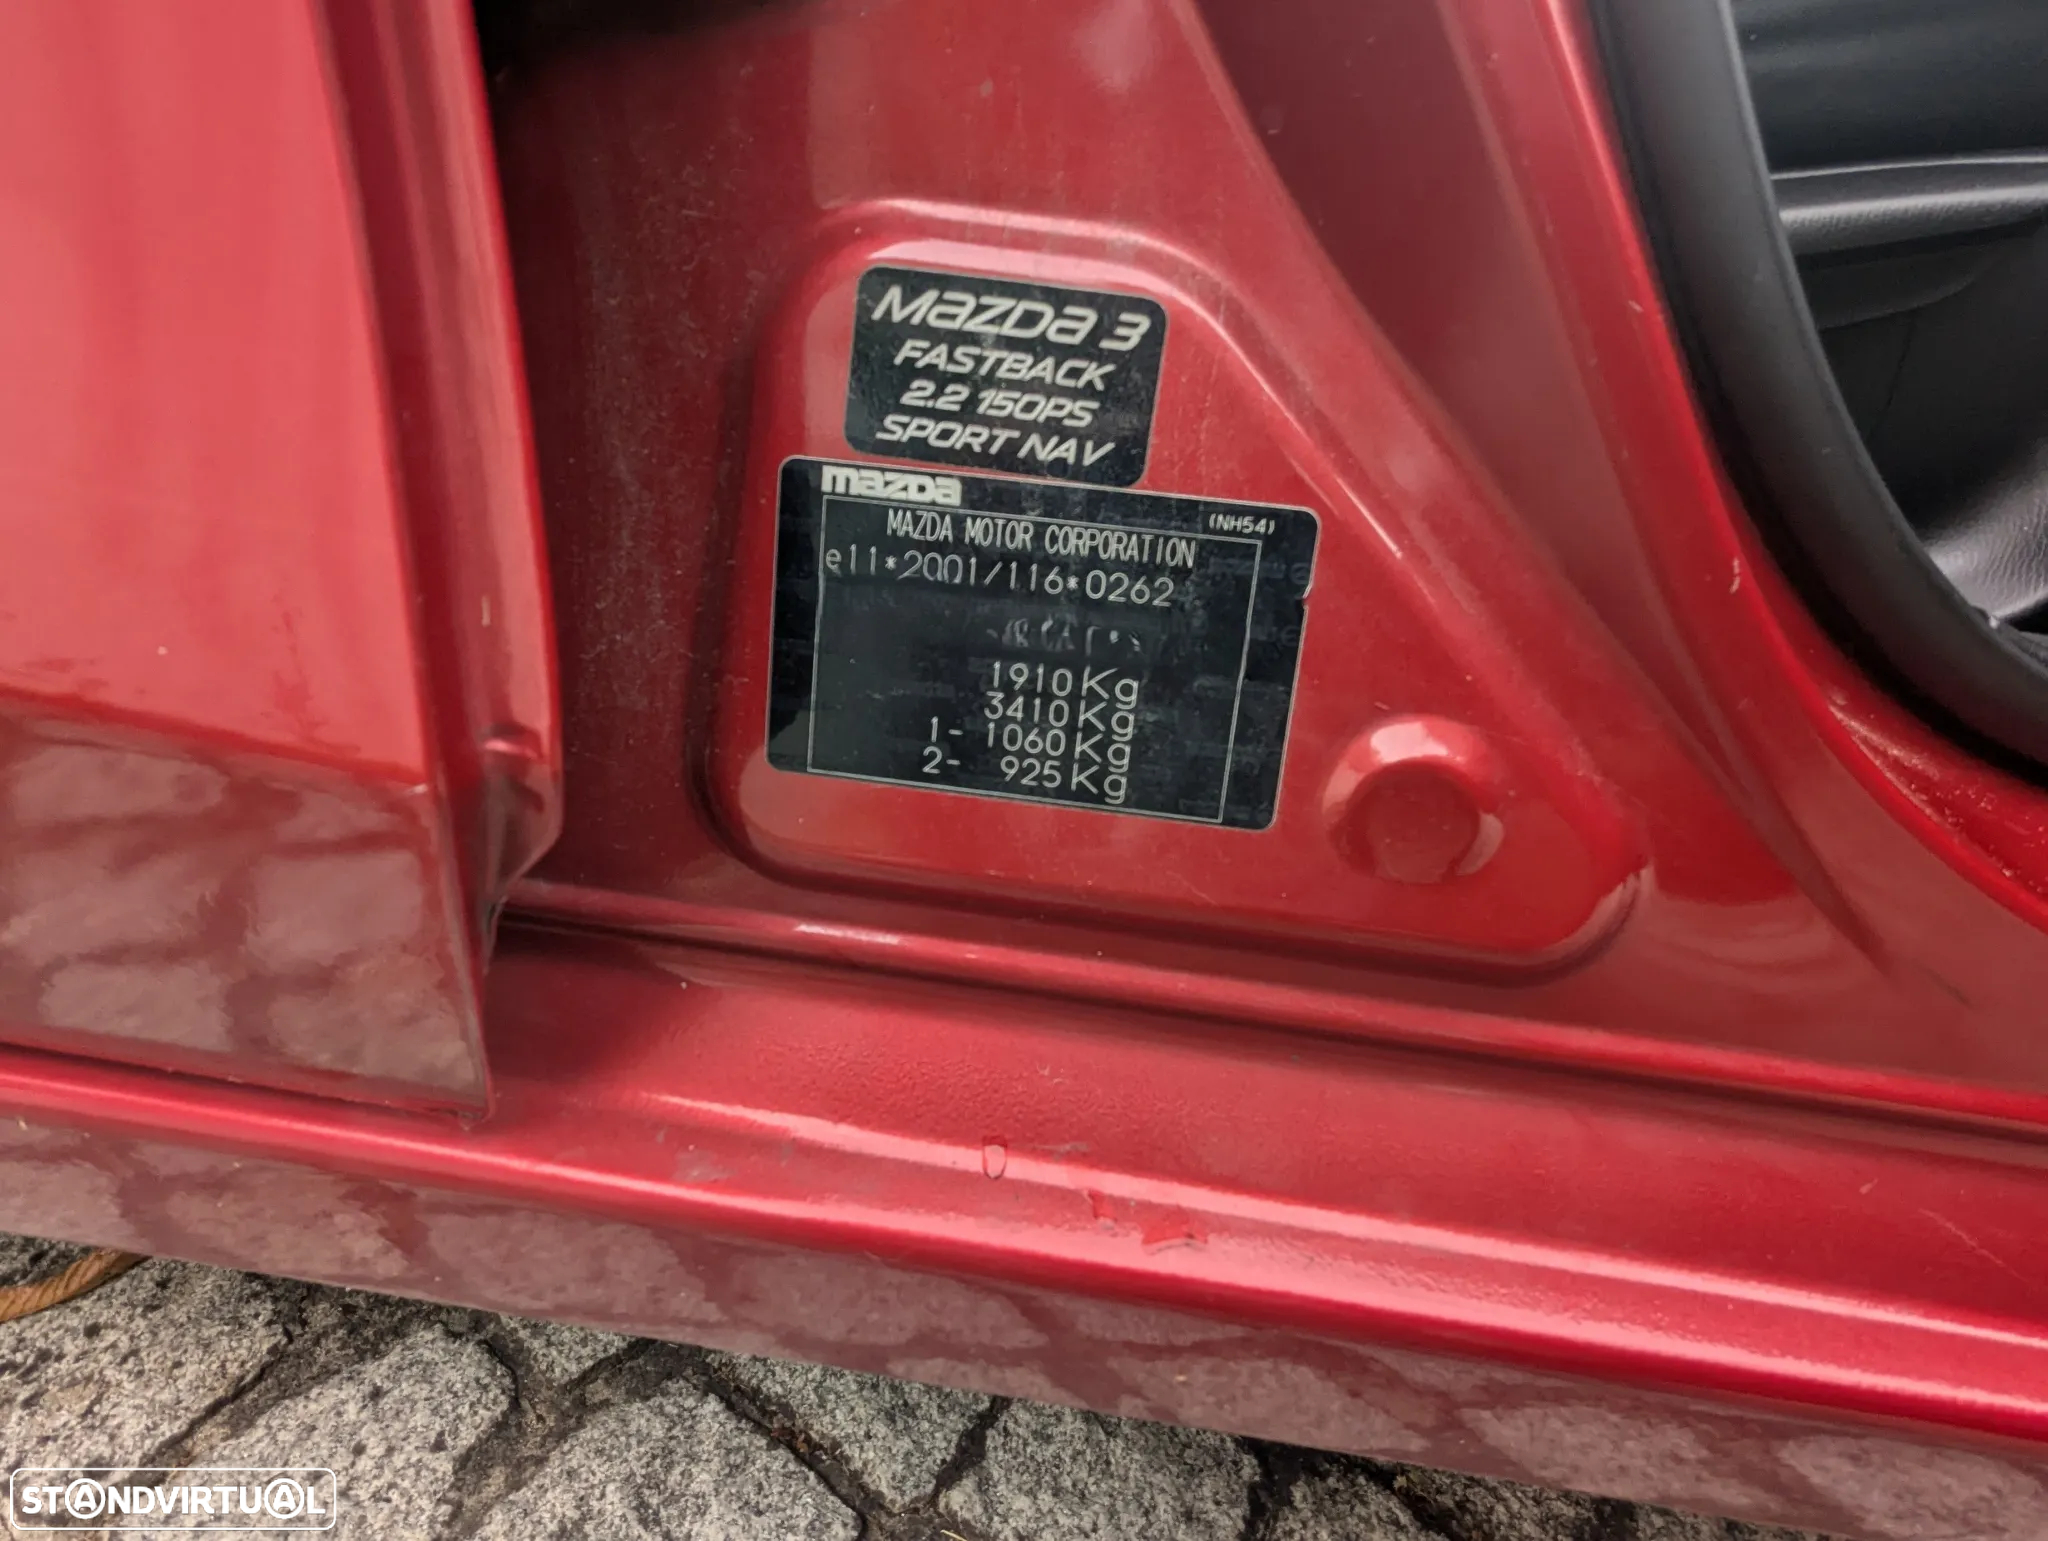 MAZDA 3
FASTBACK
2.2 150PS
SPORT NAV
mazda
(NH54)
MAZDA MOTOR CORPORATION
e11*2001/116*0262
1910Kg
3410Kg
1- 1060Kg
2- 925Kg
STANDVIRTUAL